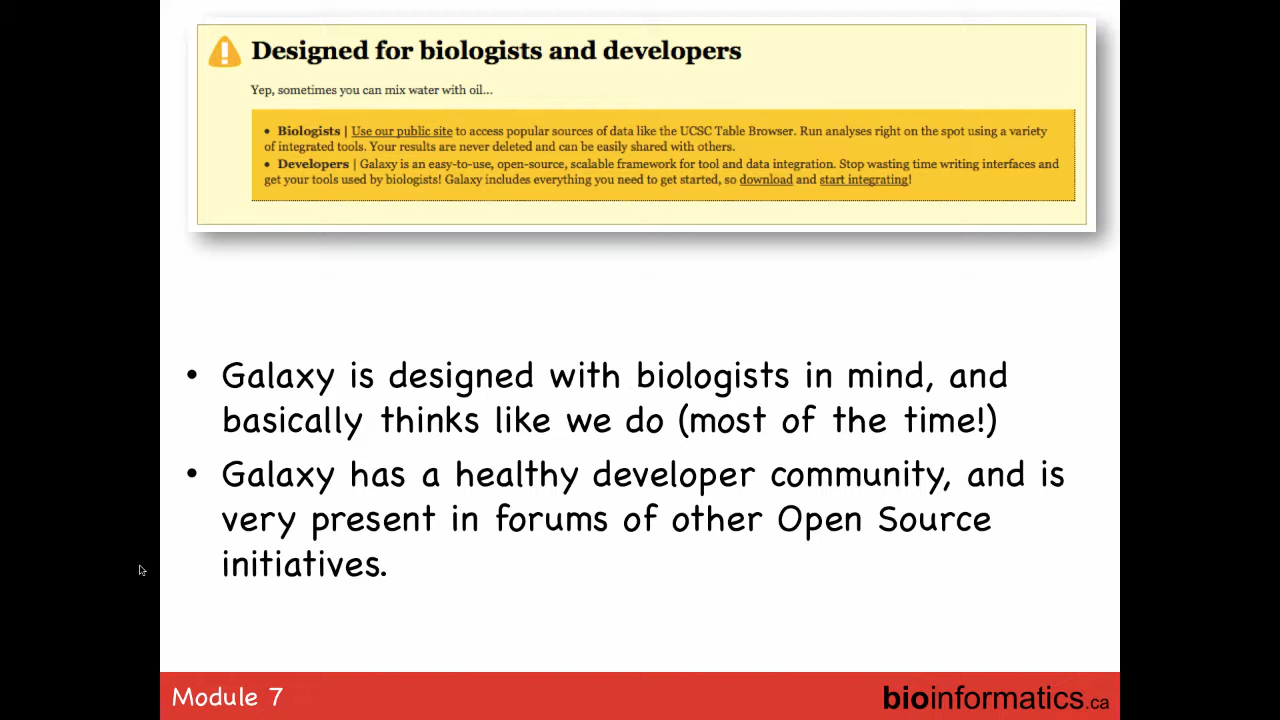 Designed for biologists and developers
Yep, sometimes you can mix water with oil...
• Biologists | Use our public site to access popular sources of data like the UCSC Table Browser. Run analyses right on the spot using a variety
of integrated tools. Your results are never deleted and can be easily shared with others.
• Developers | Galaxy is an easy-to-use, open-source, scalable framework for tool and data integration. Stop wasting time writing interfaces and
get your tools used by biologists! Galaxy includes everything you need to get started, so download and start integrating!
• Galaxy is designed with biologists in mind, and
basically thinks like we do (most of the time!)
• Galaxy has a healthy developer community, and is
very present in forums of other Open Source
initiatives.
Module 7
bioinformatics.ca